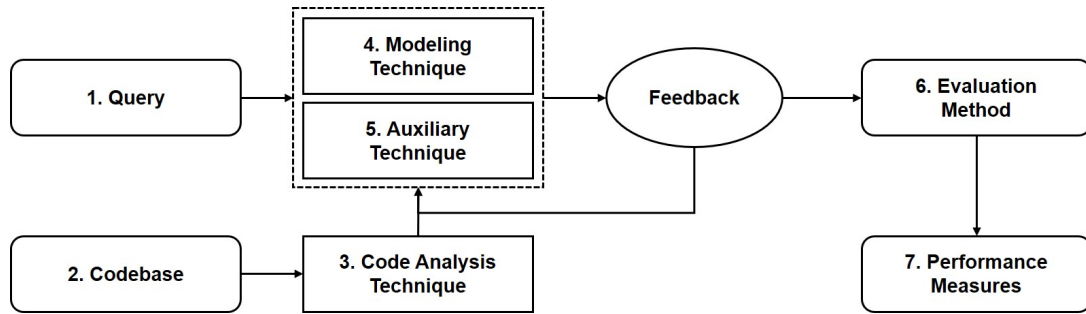 1. Query
4. Modeling
Technique
5. Auxiliary
Technique
Feedback
6. Evaluation
Method
2. Codebase
3. Code Analysis
Technique
7. Performance
Measures